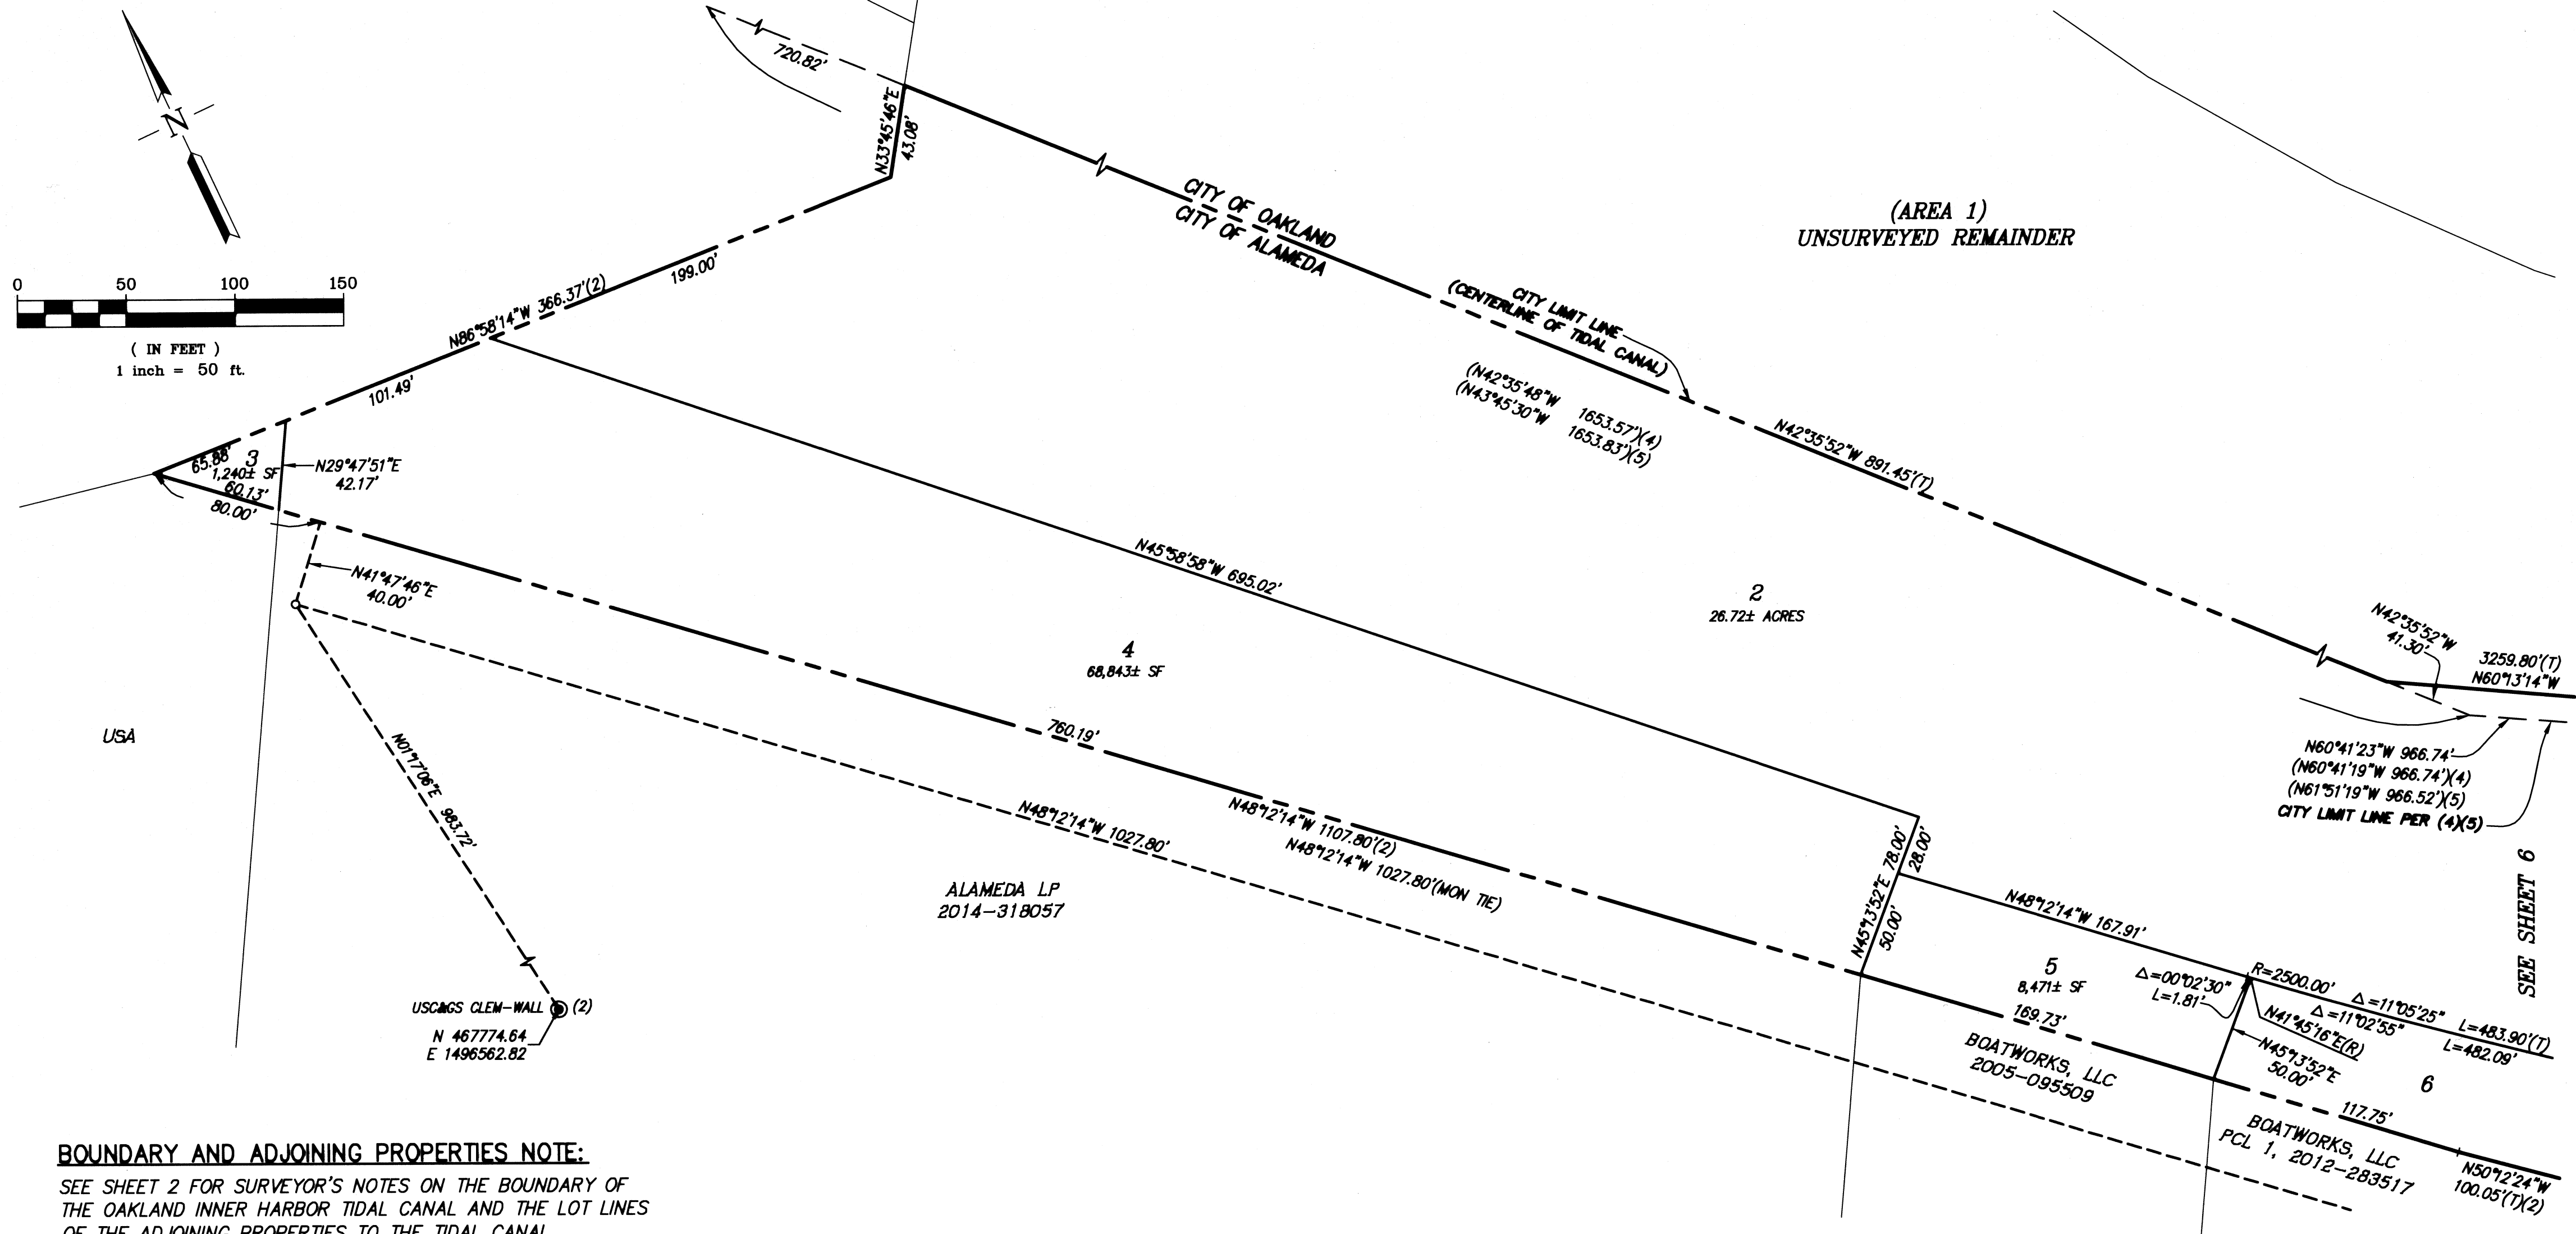 720.82'
N33°45'46"E
43.08'
N
0 50 100 150
( IN FEET )
1 inch = 50 ft.
CITY OF OAKLAND
CITY OF ALAMEDA
(AREA 1)
UNSURVEYED REMAINDER
CITY LIMIT LINE
(CENTERLINE OF TIDAL CANAL)
(N42°35'48"W 1653.57')(4)
(N43°45'30"W 1653.83')(5)
N42°35'52"W 891.45'(T)
199.00'
N86°58'14"W 366.37'(2)
101.49'
65.88'
3
1,240± SF
60.13'
80.00'
N29°47'51"E
42.17'
N41°47'46"E
40.00'
N45°58'58"W 695.02'
2
26.72± ACRES
4
68,843± SF
N42°35'52"W
41.30'
3259.80'(T)
N60°13'14"W
N60°41'23"W 966.74'
(N60°41'19"W 966.74')(4)
(N61°51'19"W 966.52')(5)
CITY LIMIT LINE PER (4)(5)
SEE SHEET 6
USA
N01°17'06"E 983.72'
760.19'
N48°12'14"W 1027.80'
N48°12'14"W 1107.80'(2)
N48°12'14"W 1027.80'(MON TIE)
ALAMEDA LP
2014-318057
N45°13'52"E 78.00'
28.00'
50.00'
N48°12'14"W 167.91'
5
8,471± SF
Δ=00°02'30"
L=1.81'
R=2500.00'
Δ=11°05'25" L=483.90'(T)
Δ=11°02'55" L=482.09'
N41°45'16"E(R)
N45°13'52"E
50.00'
6
169.73'
BOATWORKS, LLC
2005-095509
117.75'
BOATWORKS, LLC
PCL 1, 2012-283517
N50°12'24"W
100.05'(T)(2)
USC&GS CLEM-WALL (2)
N 467774.64
E 1496562.82
BOUNDARY AND ADJOINING PROPERTIES NOTE:
SEE SHEET 2 FOR SURVEYOR'S NOTES ON THE BOUNDARY OF
THE OAKLAND INNER HARBOR TIDAL CANAL AND THE LOT LINES
OF THE ADJOINING PROPERTIES TO THE TIDAL CANAL